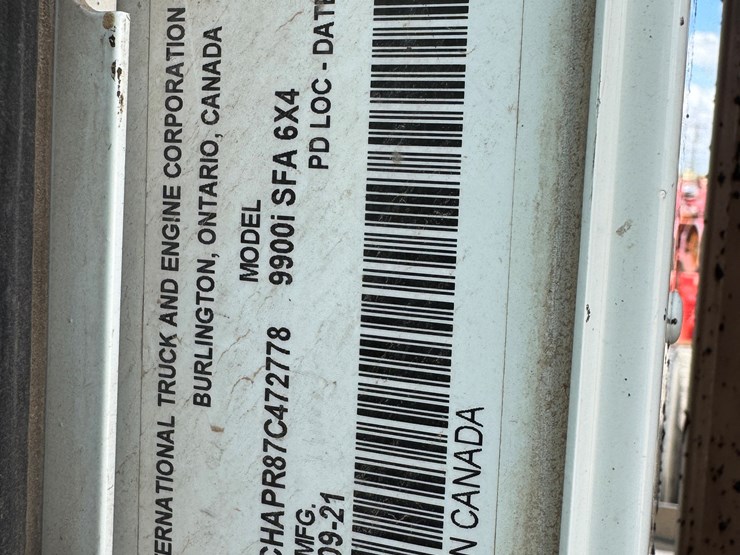 ERNATIONAL TRUCK AND ENGINE CORPORATION
BURLINGTON, ONTARIO, CANADA
MODEL
CHAPR87C472778 9900i SFA 6X4
MFG. PD LOC - DATE
09-21
N CANADA